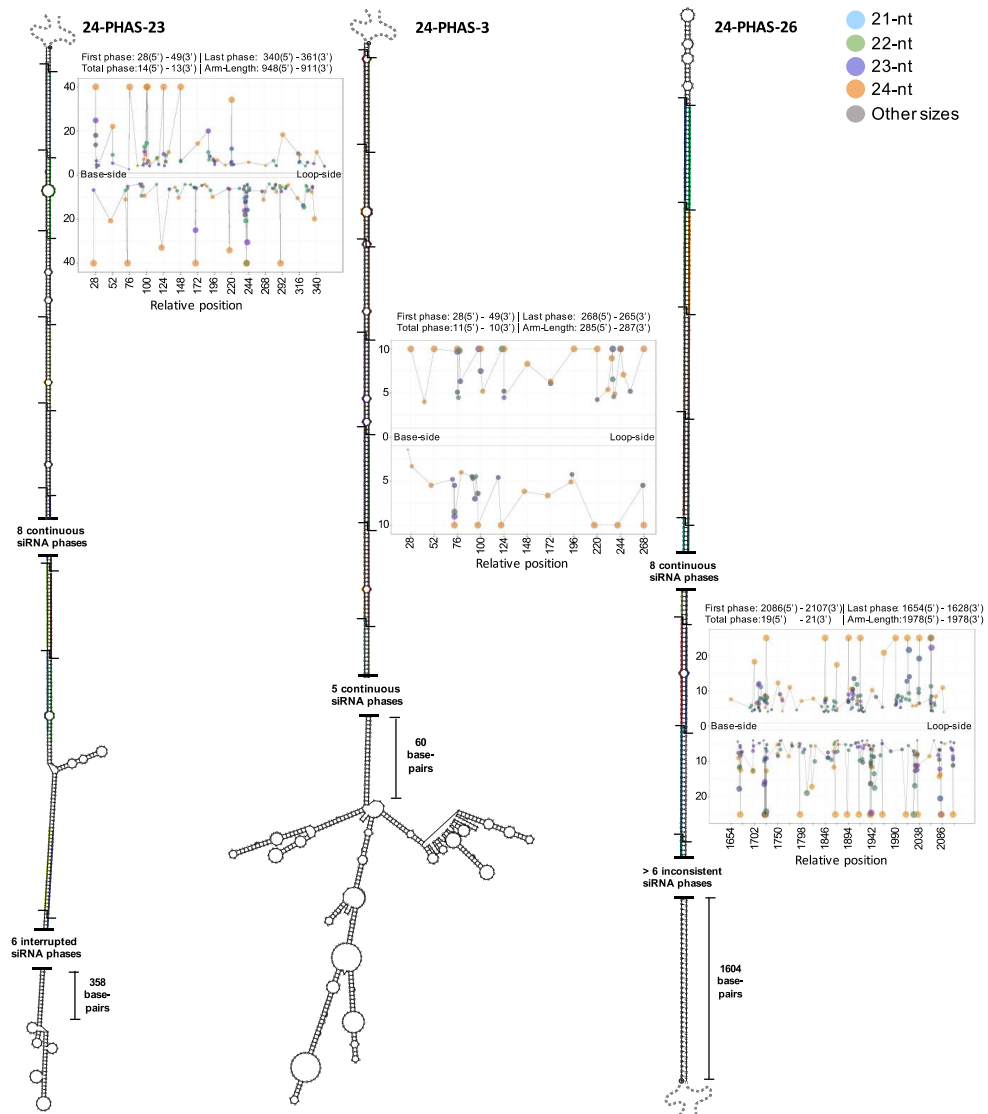 24-PHAS-23
24-PHAS-3
24-PHAS-26
21-nt
22-nt
23-nt
24-nt
Other sizes
First phase: 28(5') - 49(3') | Last phase: 340(5') - 361(3')
Total phase:14(5') - 13(3') | Arm-Length: 948(5') - 911(3')
40
20
0
20
40
Base-side
Loop-side
28 52 76 100 124 148 172 196 220 244 268 292 316 340
Relative position
First phase: 28(5') - 49(3') | Last phase: 268(5') - 265(3')
Total phase:11(5') - 10(3') | Arm-Length: 285(5') - 287(3')
10
5
0
5
10
Base-side
Loop-side
28 52 76 100 124 148 172 196 220 244 268
Relative position
8 continuous
siRNA phases
8 continuous
siRNA phases
First phase: 2086(5') - 2107(3') | Last phase: 1654(5') - 1628(3')
Total phase:19(5') - 21(3') | Arm-Length:1978(5') - 1978(3')
20
10
0
10
20
Base-side
Loop-side
1654 1702 1750 1798 1846 1894 1942 1990 2038 2086
Relative position
5 continuous
siRNA phases
60
base-
pairs
> 6 inconsistent
siRNA phases
6 interrupted
siRNA phases
358
base-
pairs
1604
base-
pairs